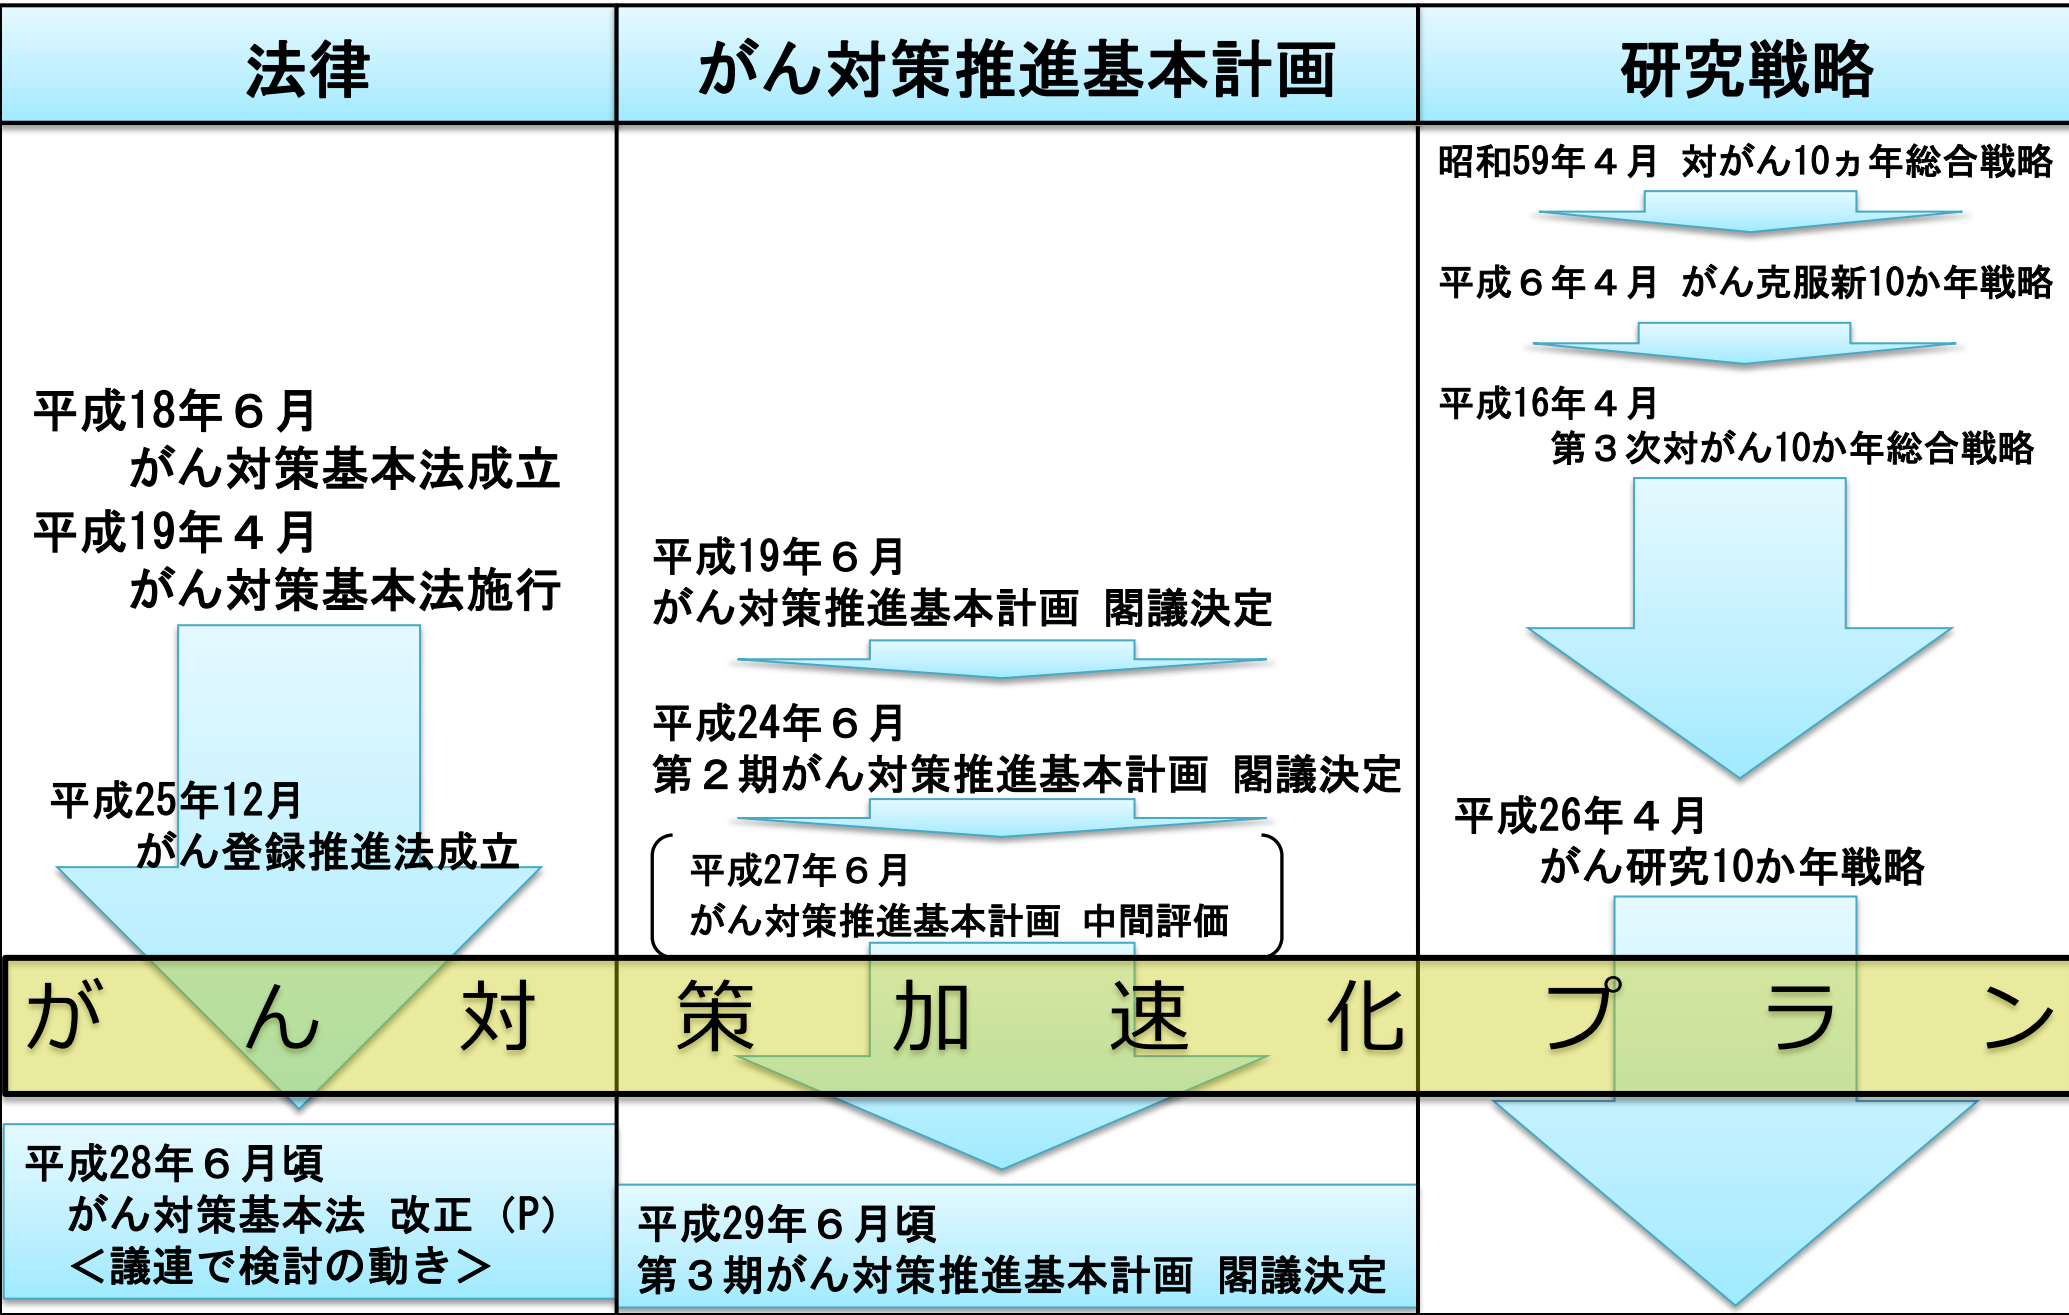 法律
がん対策推進基本計画
研究戦略
平成18年６月
がん対策基本法成立
平成19年４月
がん対策基本法施行
平成25年12月
がん登録推進法成立
平成19年６月
がん対策推進基本計画 閣議決定
平成24年６月
第２期がん対策推進基本計画 閣議決定
平成27年６月
がん対策推進基本計画 中間評価
昭和59年４月 対がん10ヵ年総合戦略
平成６年４月 がん克服新10か年戦略
平成16年４月
第３次対がん10か年総合戦略
平成26年４月
がん研究10か年戦略
がん対策加速化プラン
平成28年６月頃
がん対策基本法 改正（P）
＜議連で検討の動き＞
平成29年６月頃
第３期がん対策推進基本計画 閣議決定